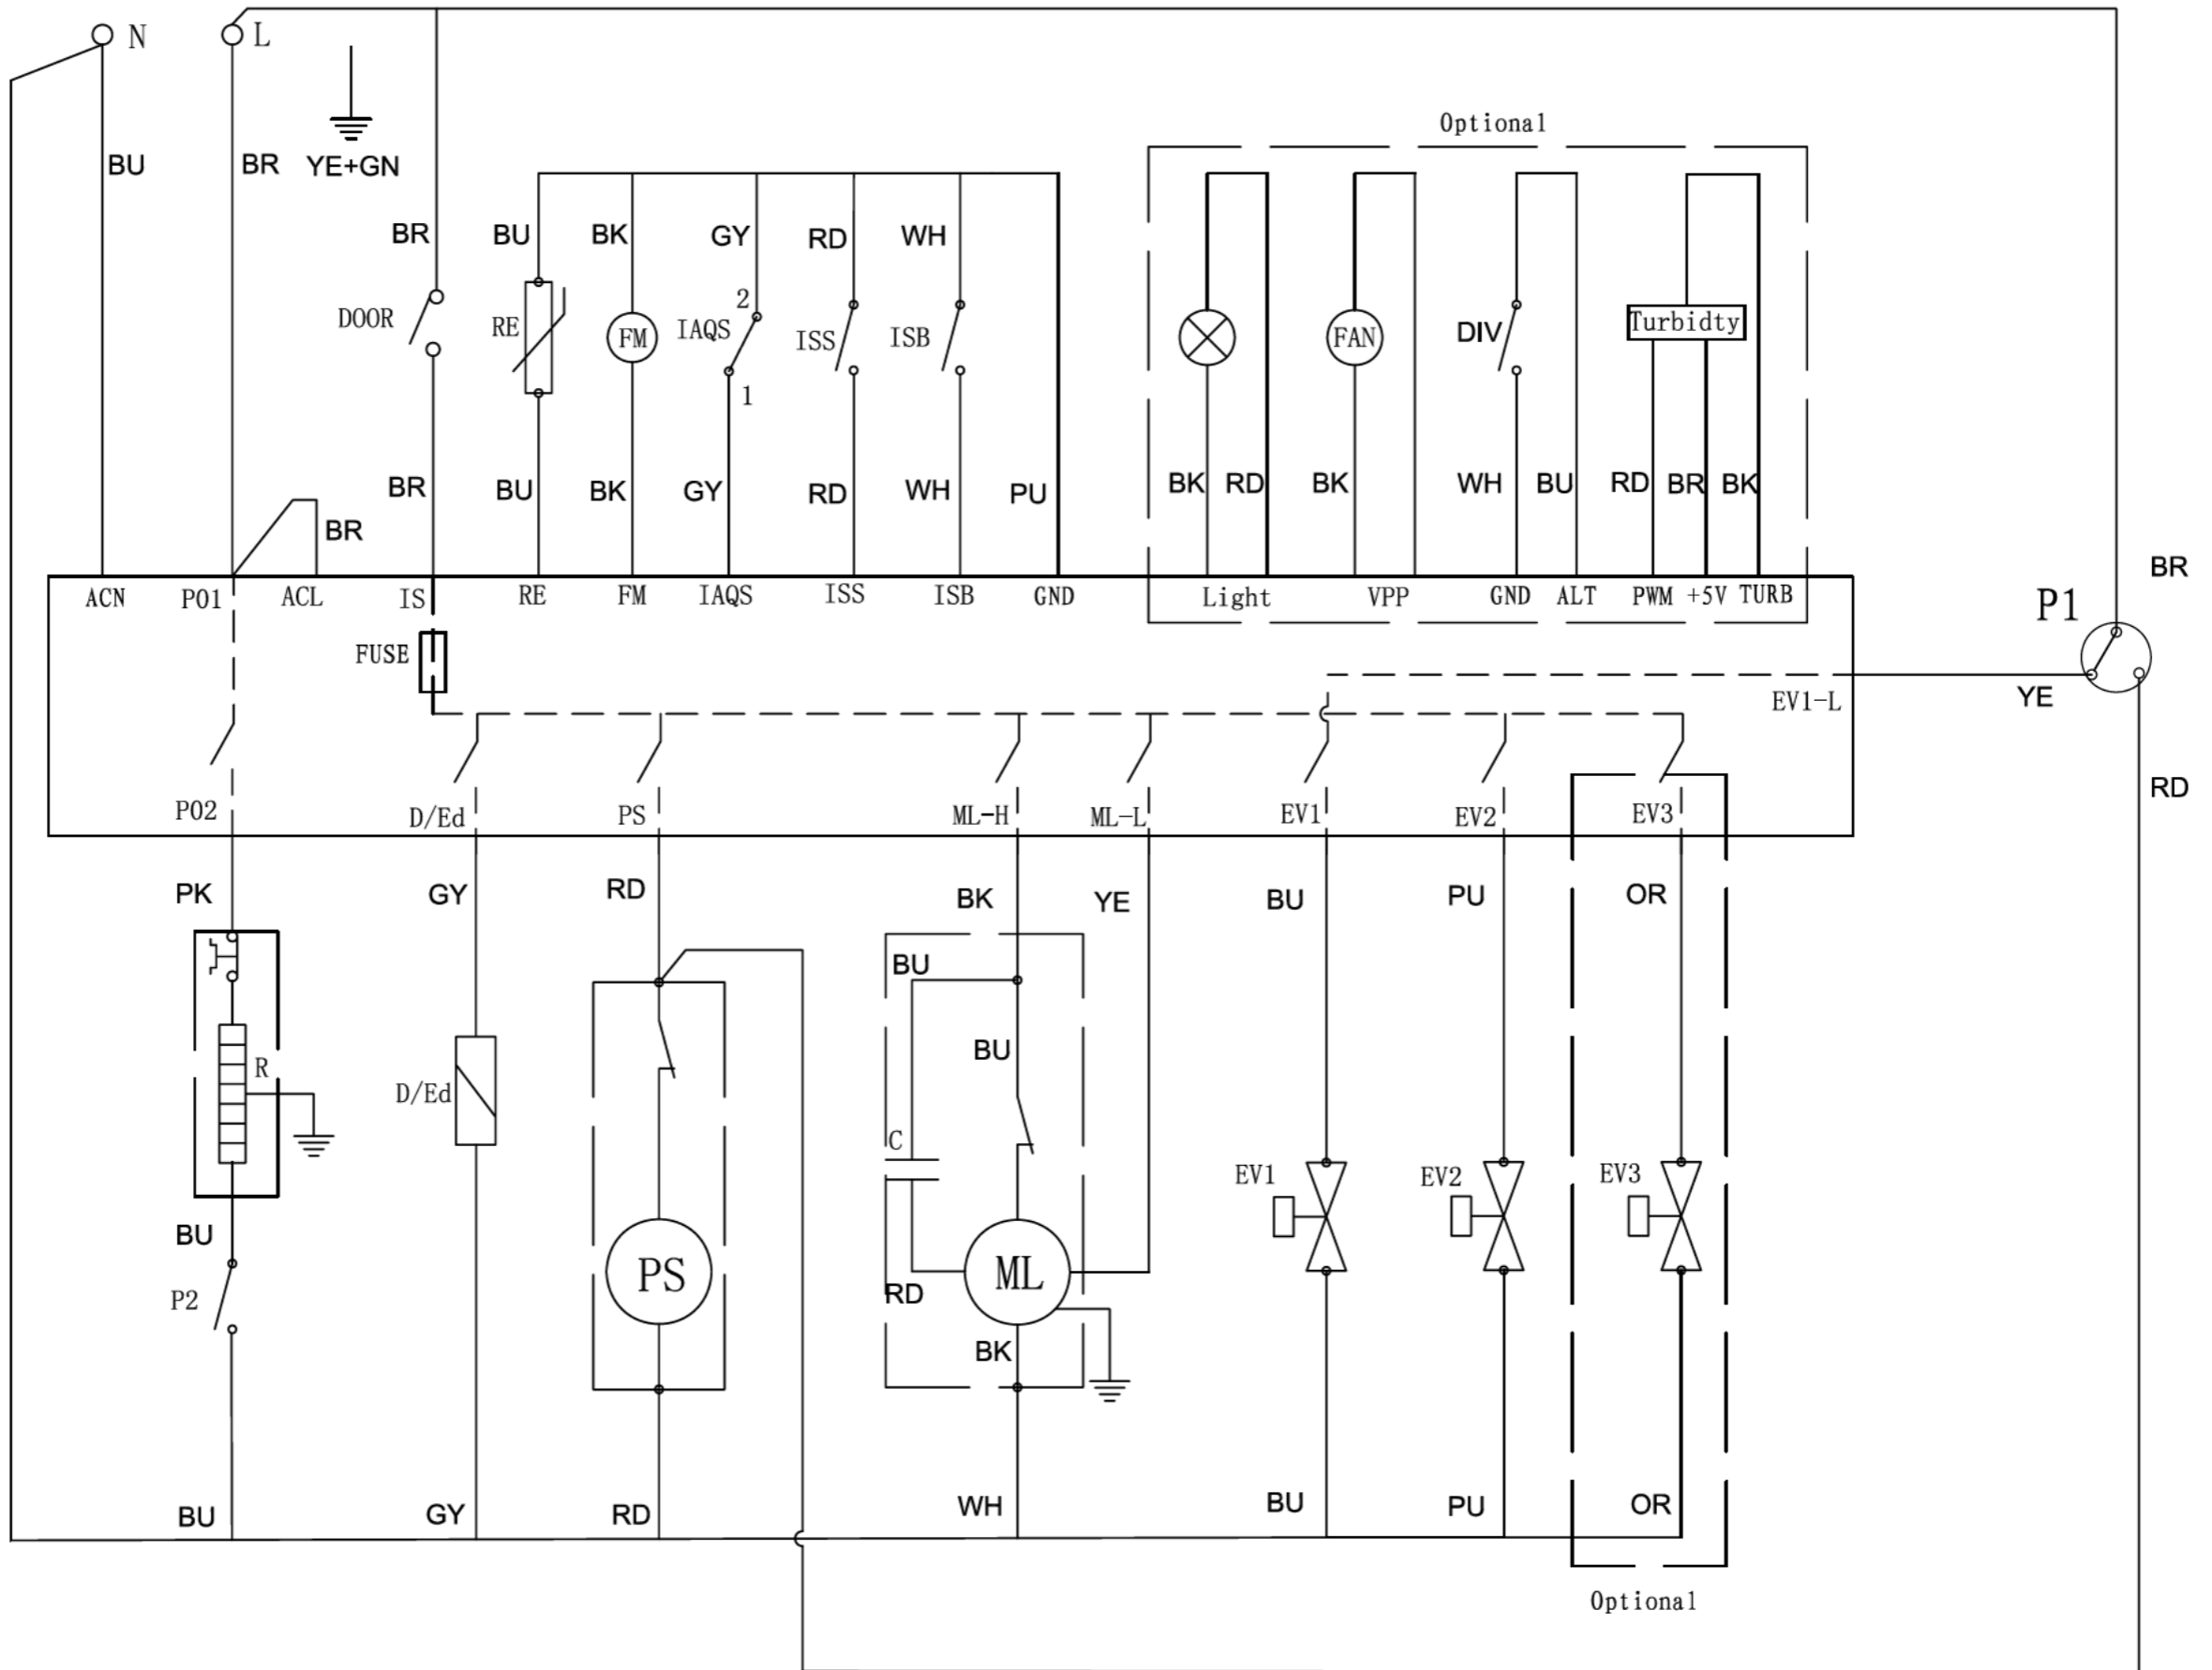 N L
Optional
BU BR YE+GN
BR BU BK GY RD WH PU
DOOR RE FM IAQS 2 1 ISS ISB
FAN DIV Turbidty
BR BR BU BK GY RD WH BK RD BK WH BU RD BR BK
ACN P01 ACL IS RE FM IAQS ISS ISB GND Light VPP GND ALT PWM +5V TURB
BR
P1
FUSE
EV1-L YE
RD
P02 D/Ed PS ML-H ML-L EV1 EV2 EV3
PK GY RD BK YE BU PU OR
BU
BU
R
D/Ed
C
EV1 EV2 EV3
BU
PS ML
RD
P2
BK
BU GY RD WH BU PU OR
Optional